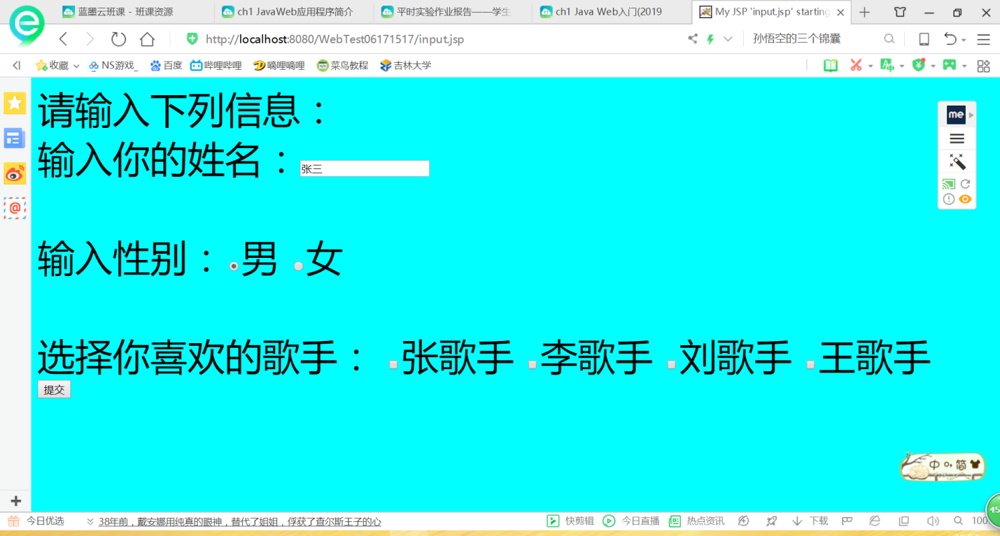 蓝墨云班课 - 班课资源
ch1 JavaWeb应用程序简介
平时实验作业报告——学生
ch1 Java Web入门(2019
My JSP 'input.jsp' starting
http://localhost:8080/WebTest06171517/input.jsp
孙悟空的三个锦囊
收藏 NS游戏_ 百度 哔哩哔哩 嘀哩嘀哩 菜鸟教程 吉林大学
请输入下列信息：
me
输入你的姓名：张三
输入性别：男 女
选择你喜欢的歌手：张歌手 李歌手 刘歌手 王歌手
提交
中 简
45
今日优选 38年前，戴安娜用纯真的眼神，替代了姐姐，俘获了查尔斯王子的心 快剪辑 今日直播 热点资讯 下载 100